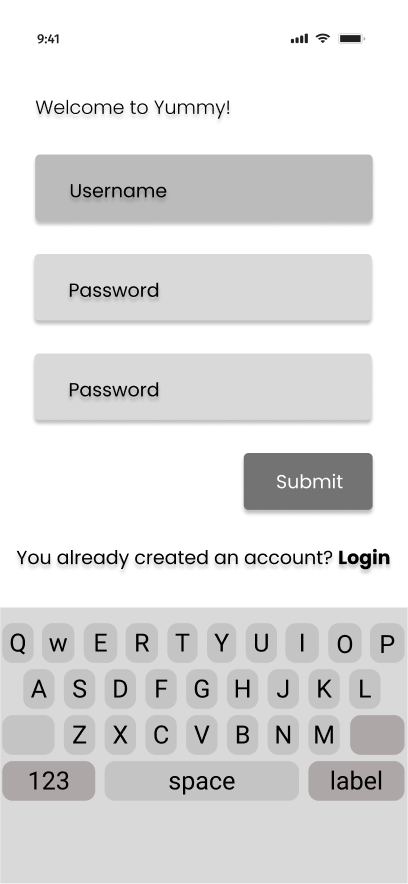 9:41
Welcome to Yummy!
Username
Password
Password
Submit
You already created an account? Login
Q w E R T Y U I O P
A S D F G H J K L
Z X C V B N M
123 space label